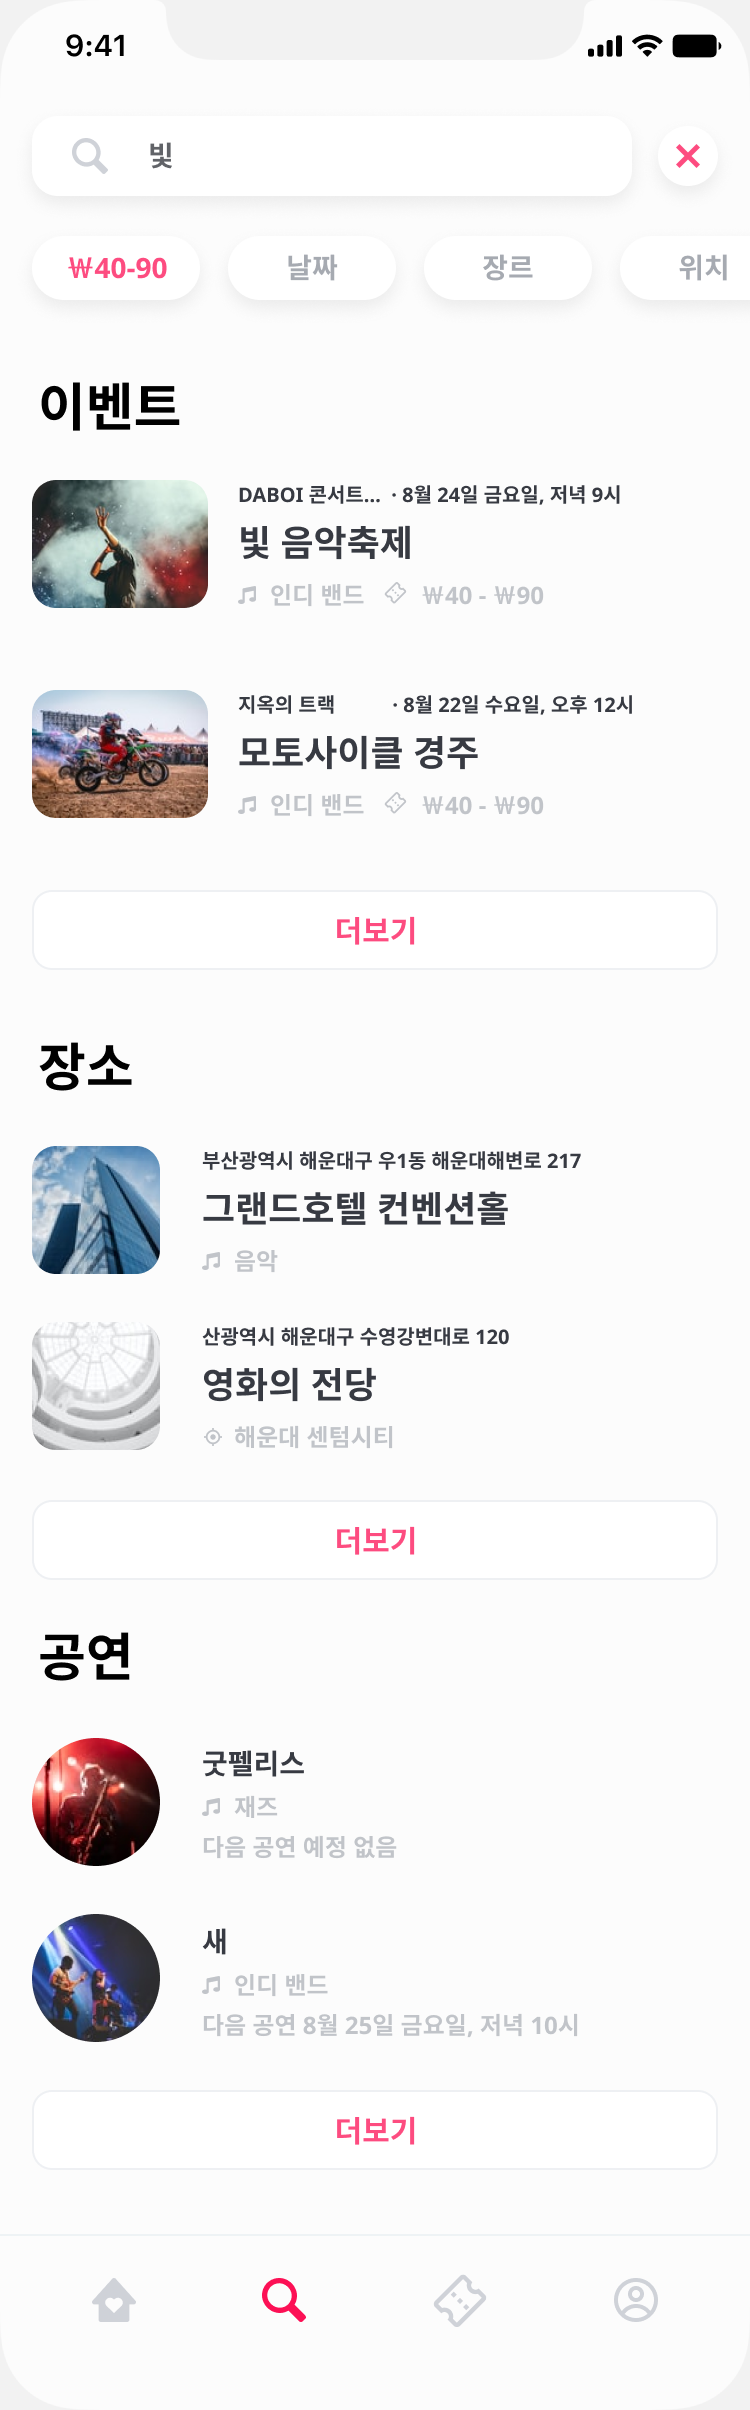 9:41
빛
₩40-90 날짜 장르 위치
이벤트
DABOI 콘서트... · 8월 24일 금요일, 저녁 9시
빛 음악축제
인디 밴드 ₩40 - ₩90
지옥의 트랙 · 8월 22일 수요일, 오후 12시
모토사이클 경주
인디 밴드 ₩40 - ₩90
더보기
장소
부산광역시 해운대구 우1동 해운대해변로 217
그랜드호텔 컨벤션홀
음악
산광역시 해운대구 수영강변대로 120
영화의 전당
해운대 센텀시티
더보기
공연
굿펠리스
재즈
다음 공연 예정 없음
새
인디 밴드
다음 공연 8월 25일 금요일, 저녁 10시
더보기